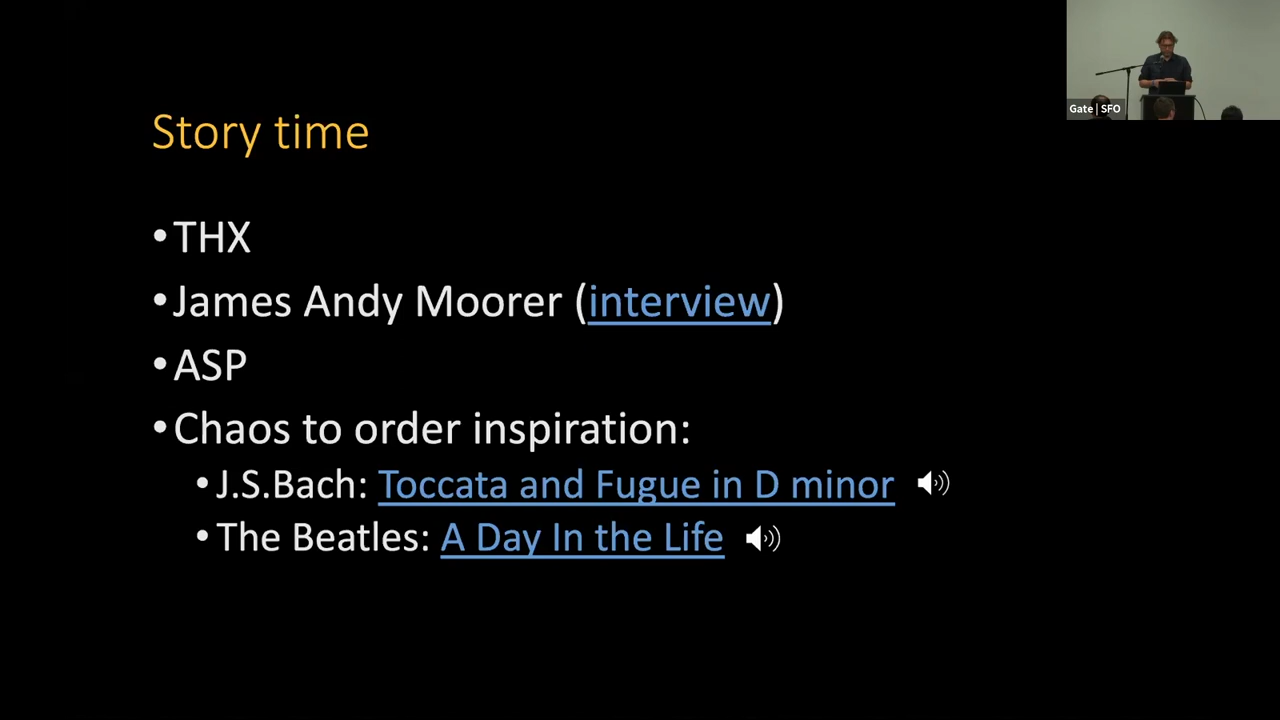 Gate | SFO
Story time
•THX
•James Andy Moorer (interview)
•ASP
•Chaos to order inspiration:
•J.S.Bach: Toccata and Fugue in D minor
•The Beatles: A Day In the Life